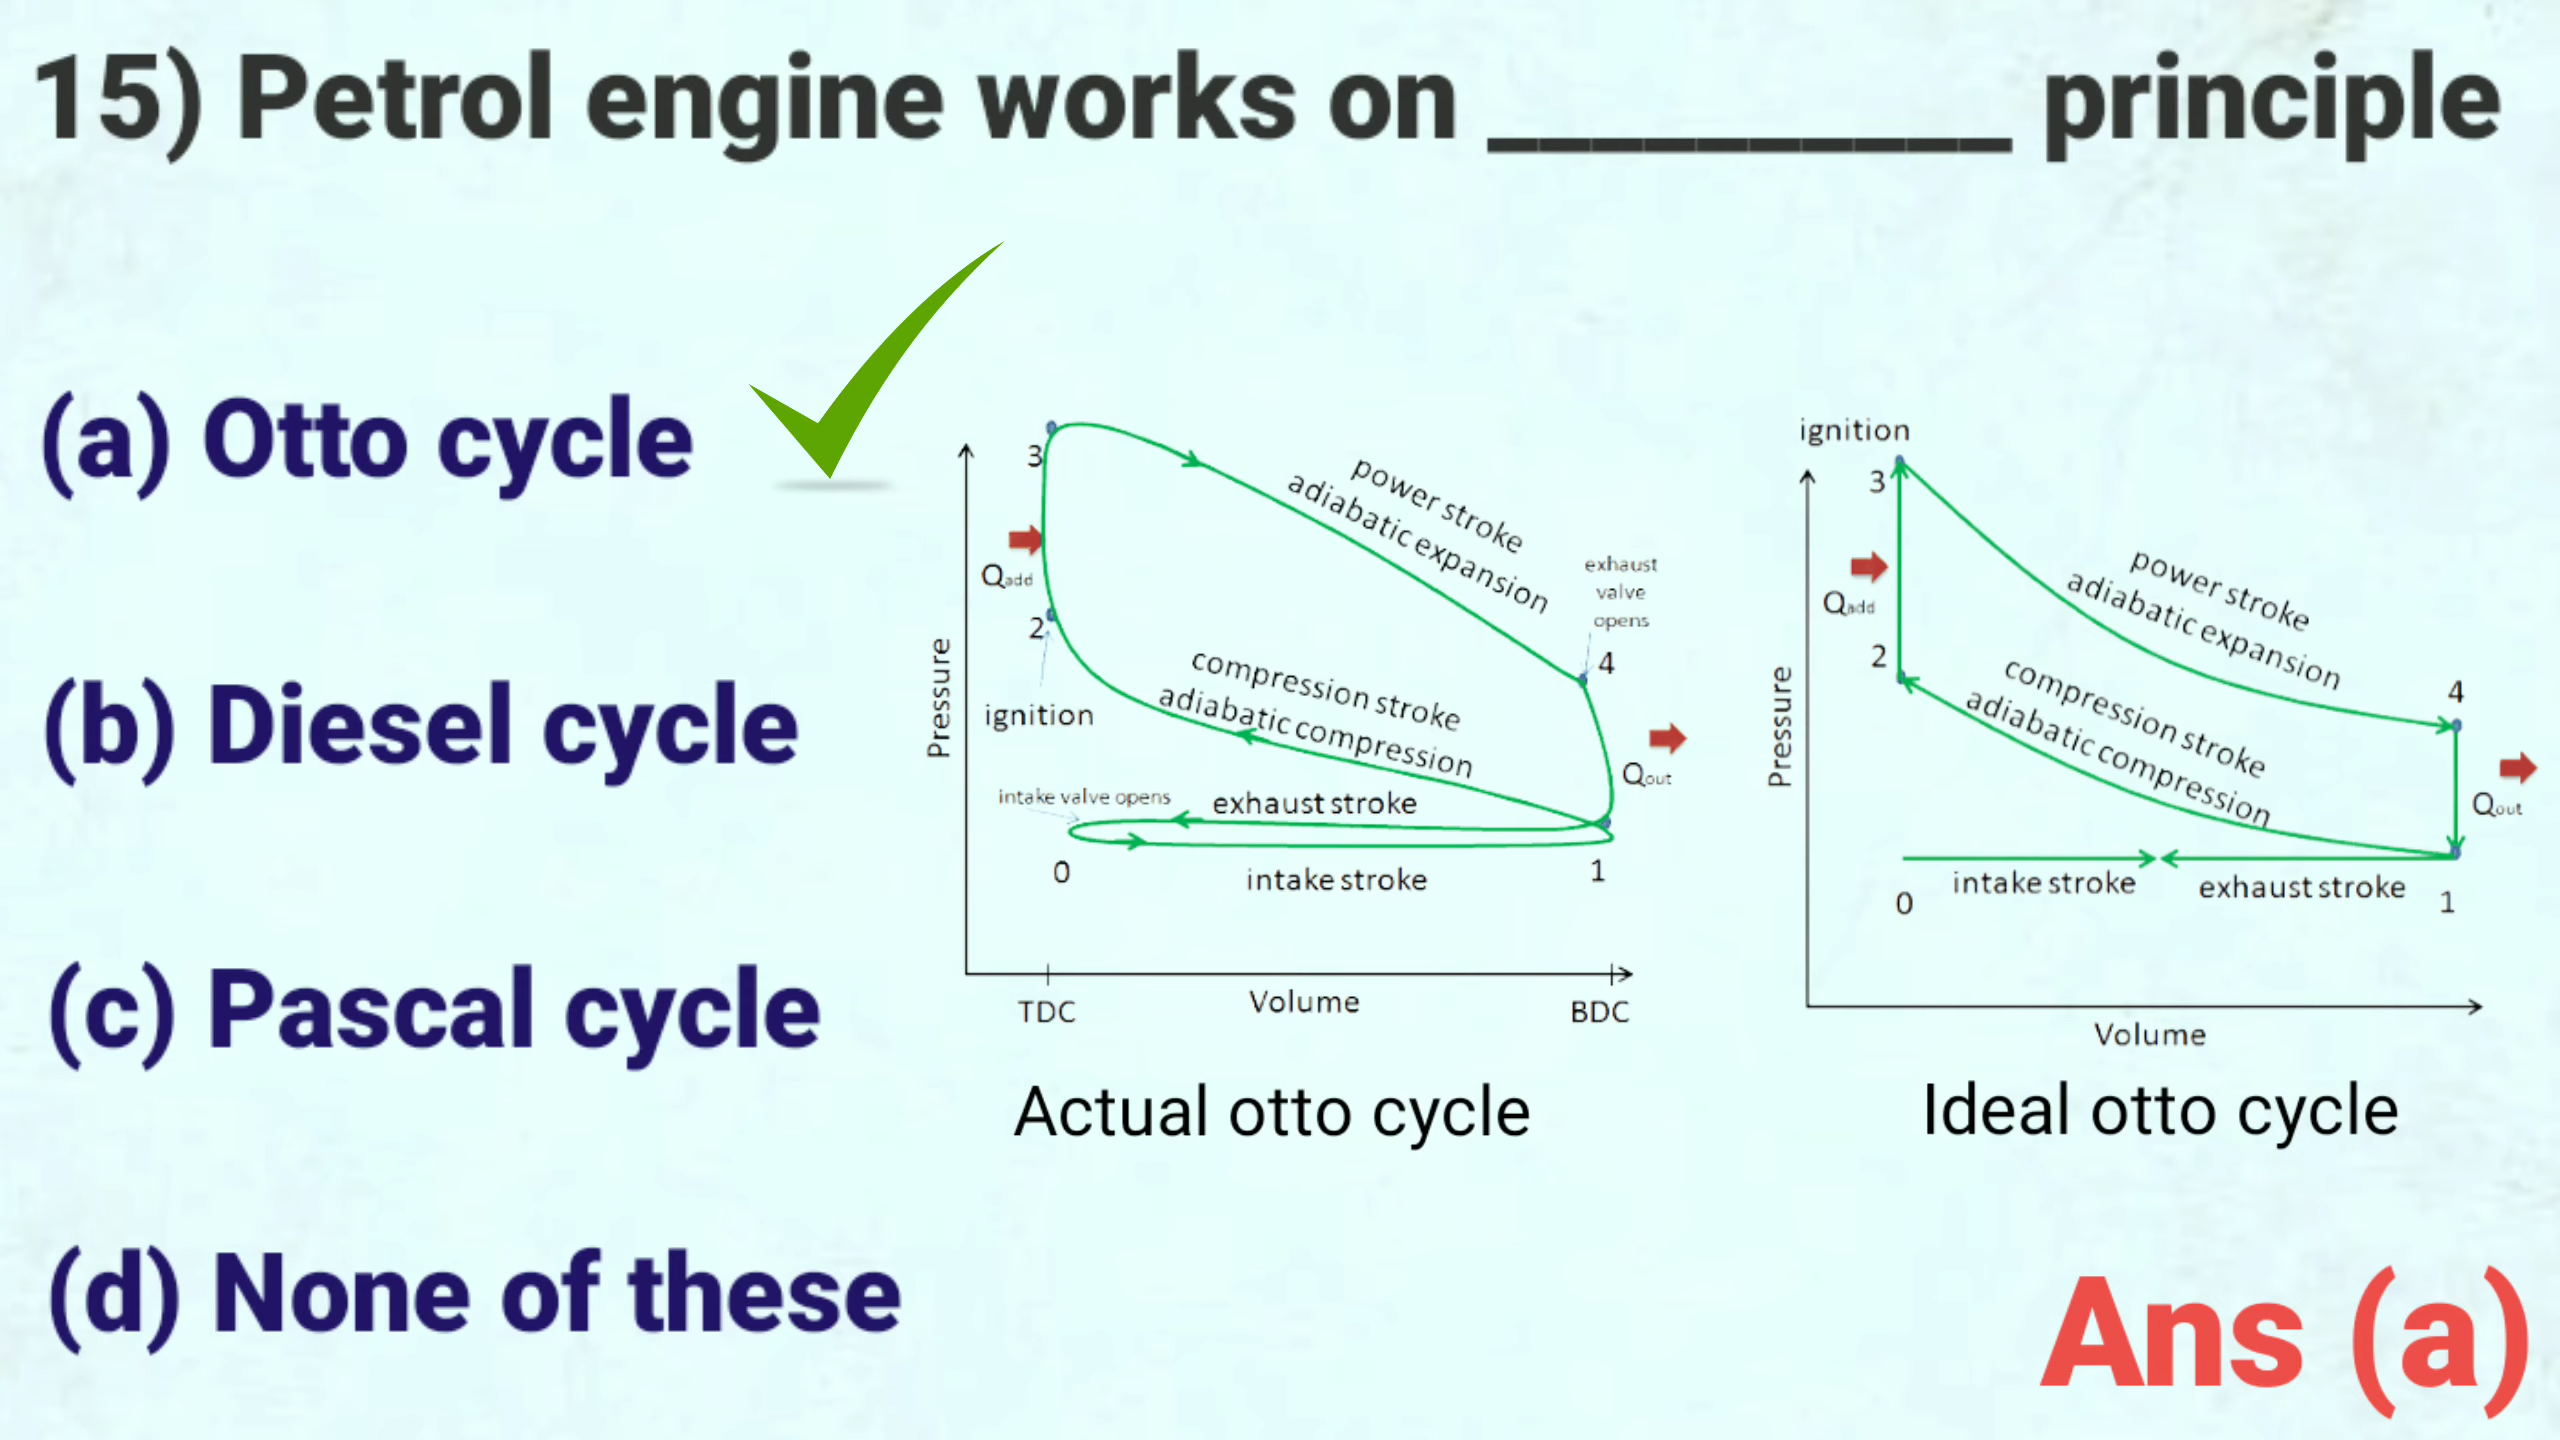 15) Petrol engine works on __________ principle
(a) Otto cycle
(b) Diesel cycle
(c) Pascal cycle
(d) None of these
3
power stroke
adiabatic expansion
Qadd
exhaust
valve
opens
2
4
compression stroke
adiabatic compression
ignition
Pressure
Qout
intake valve opens
exhaust stroke
0
intake stroke
1
TDC
Volume
BDC
Actual otto cycle
ignition
3
power stroke
adiabatic expansion
Qadd
2
4
compression stroke
adiabatic compression
Pressure
Qout
intake stroke
exhaust stroke
0
1
Volume
Ideal otto cycle
Ans (a)